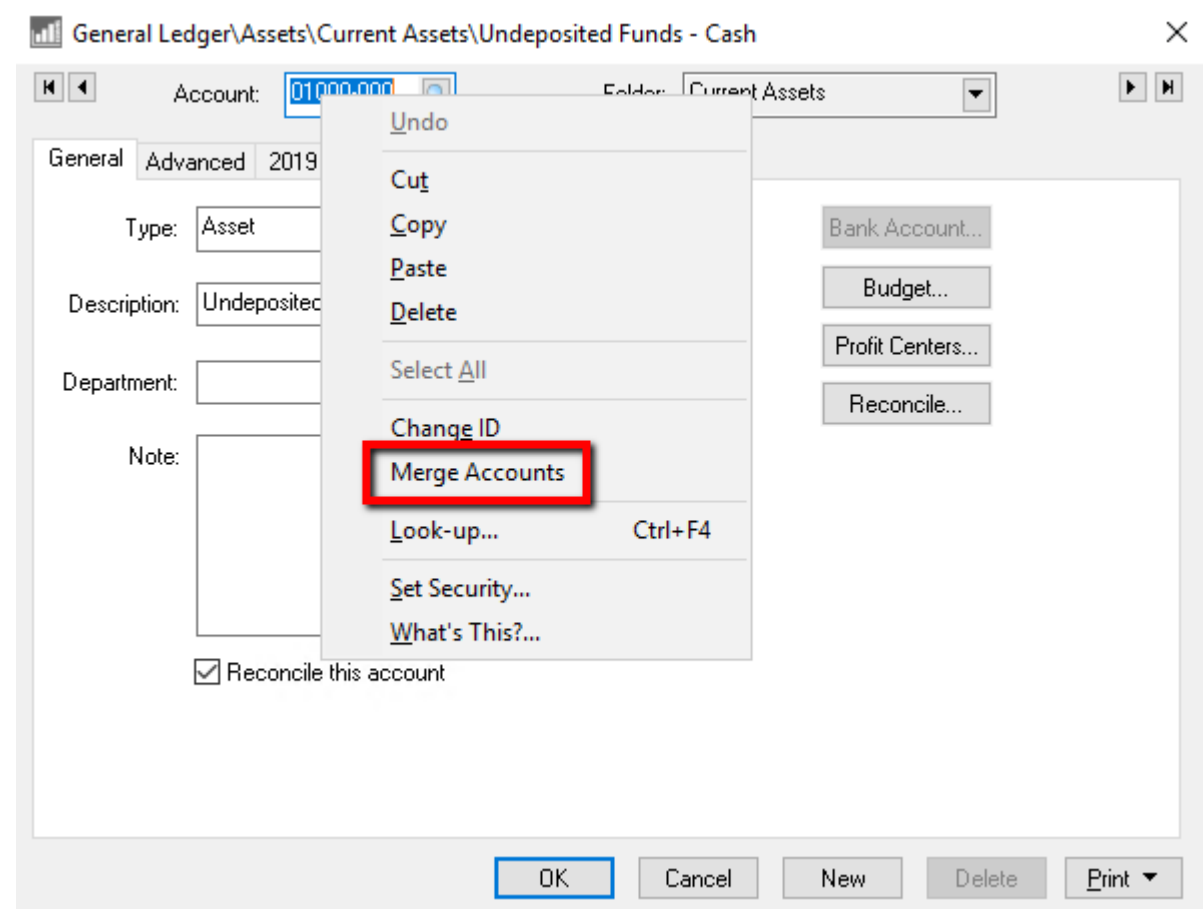 General Ledger\Assets\Current Assets\Undeposited Funds - Cash
Account: 01000-000 Folder: Current Assets
General Advanced 2019
Undo
Cut
Copy
Paste
Delete
Select All
Change ID
Merge Accounts
Look-up... Ctrl+F4
Set Security...
What's This?...
Type: Asset
Description: Undeposited
Department:
Note:
Bank Account...
Budget...
Profit Centers...
Reconcile...
Reconcile this account
OK Cancel New Delete Print